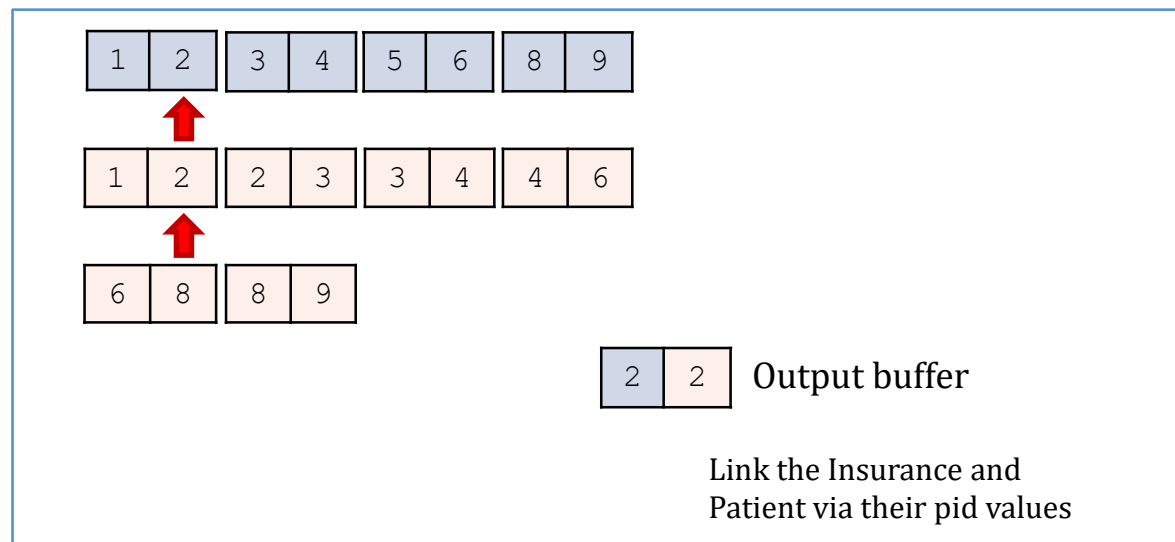 1 2 3 4 5 6 8 9
1 2 2 3 3 4 4 6
6 8 8 9
2 2 Output buffer
Link the Insurance and
Patient via their pid values